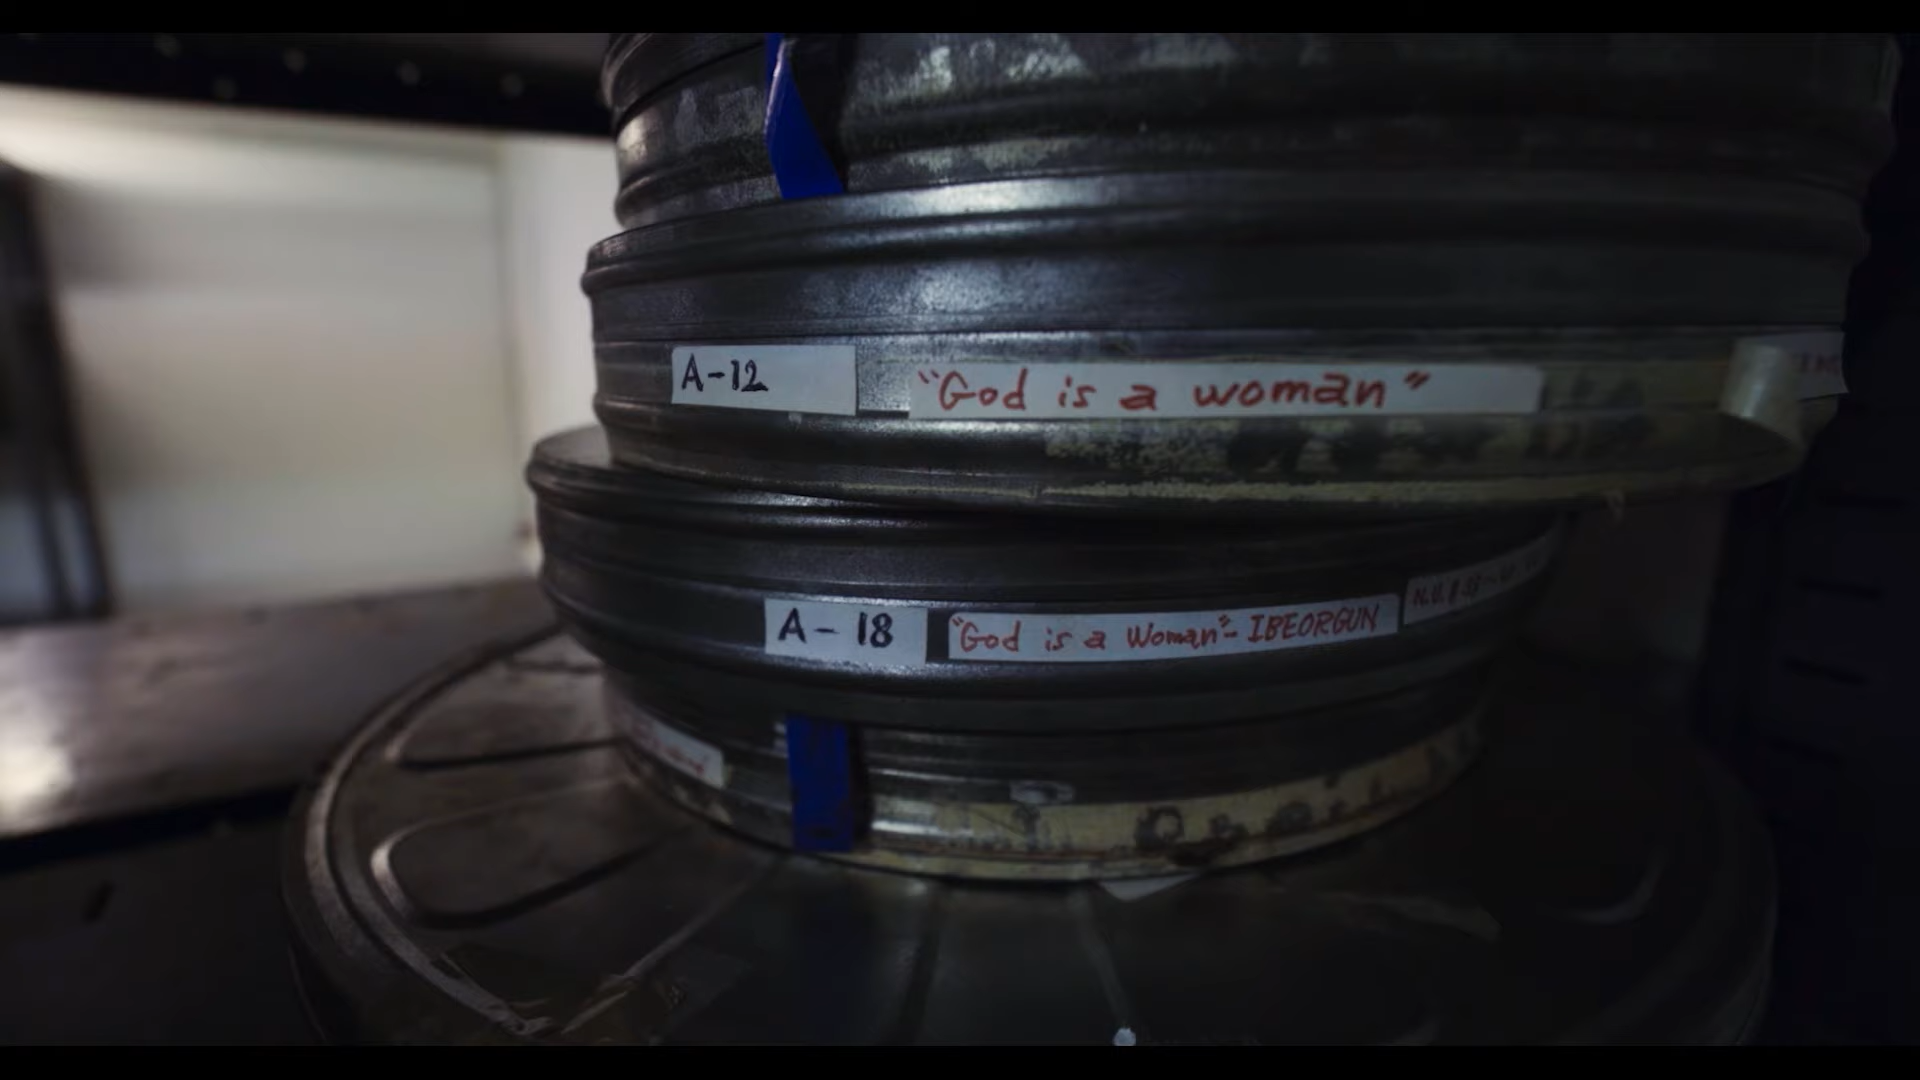 A-12
"God is a woman"
A - 18
"God is a Woman"- IBEORGUN